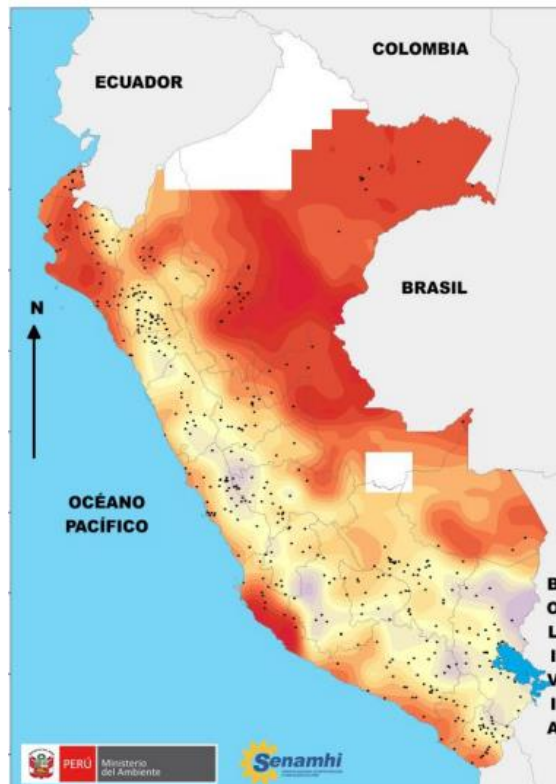 COLOMBIA
ECUADOR
BRASIL
N
OCÉANO
PACÍFICO
B
O
L
I
V
I
A
PERÚ
Ministerio
del Ambiente
Senamhi